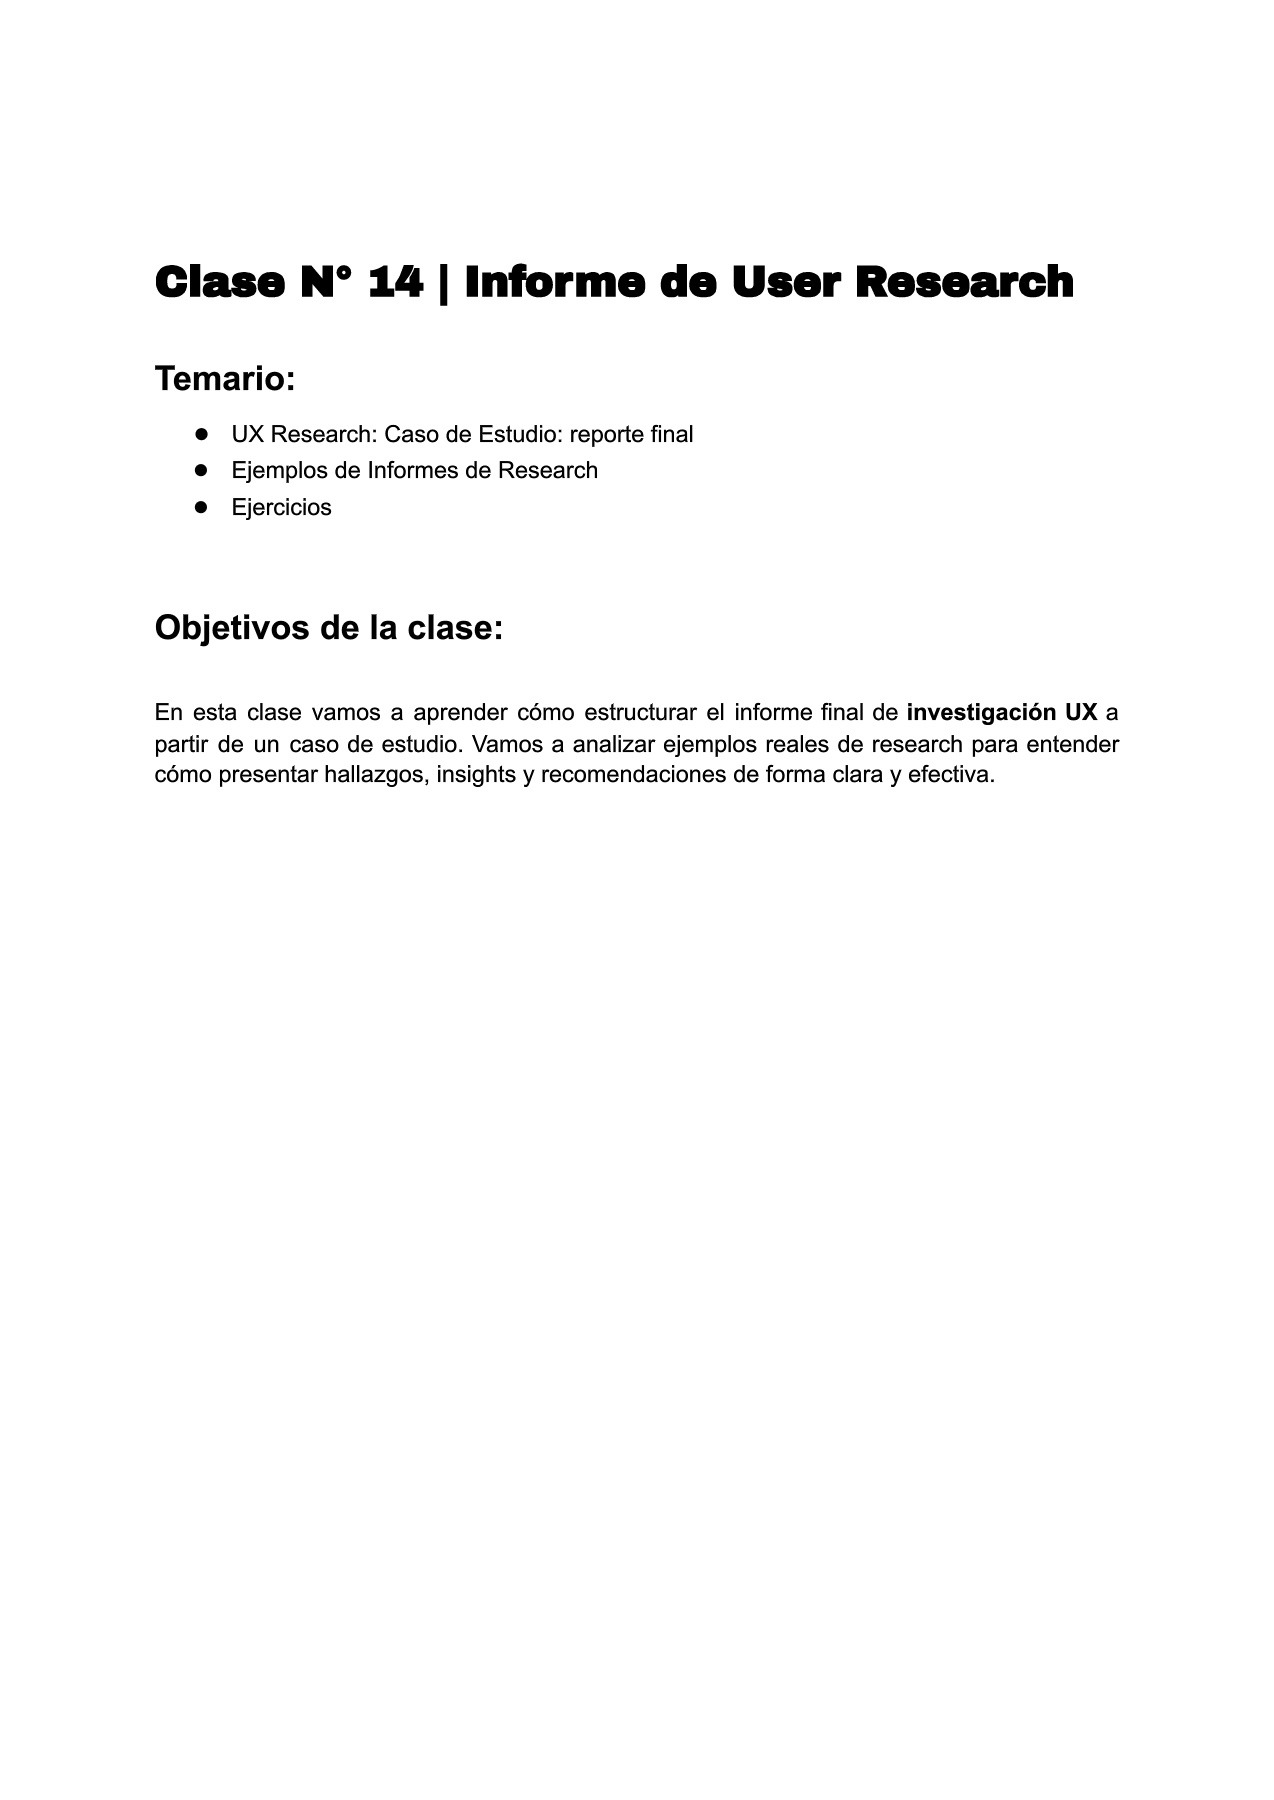 Clase N° 14 | Informe de User Research
Temario:
● UX Research: Caso de Estudio: reporte final
● Ejemplos de Informes de Research
● Ejercicios
Objetivos de la clase:
En esta clase vamos a aprender cómo estructurar el informe final de investigación UX a
partir de un caso de estudio. Vamos a analizar ejemplos reales de research para entender
cómo presentar hallazgos, insights y recomendaciones de forma clara y efectiva.